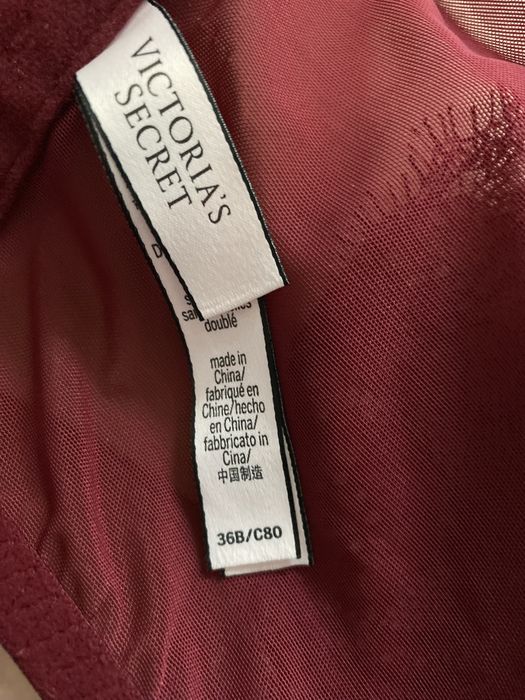 VICTORIA'S
SECRET
D
doublé
made in
China/
fabriqué en
Chine/hecho
en China/
fabbricato in
Cina/
中国制造
36B/C80